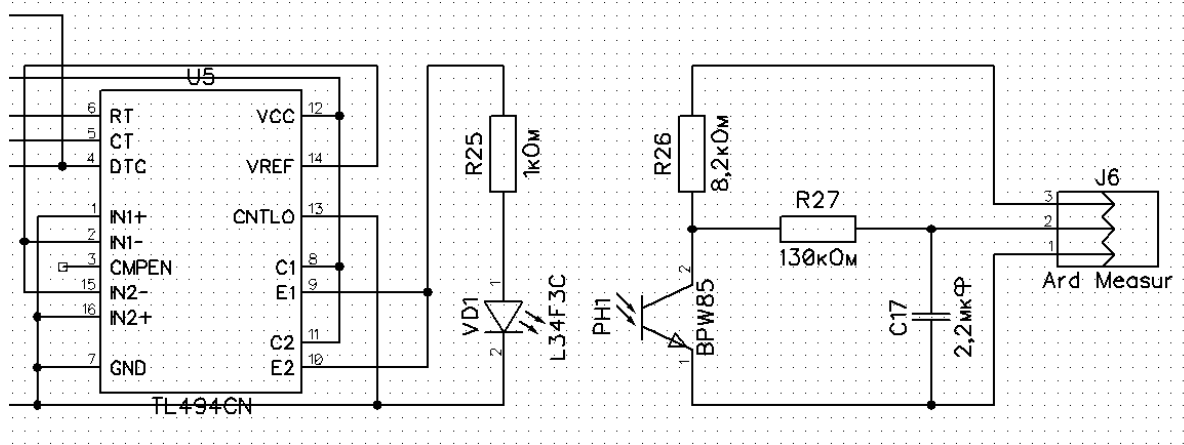 U5
6 RT VCC 12
5 CT
4 DTC VREF 14
1 IN1+ CNTLO 13
2 IN1-
3 CMPEN C1 8
15 IN2- E1 9
16 IN2+
C2 11
7 GND E2 10
TL494CN
R25
1кОм
1
VD1
2
L34F3C
R26
8,2кОм
R27
130кОм
2
PH1
BPW85
1
C17
2,2мкФ
J6
3
2
1
Ard Measur